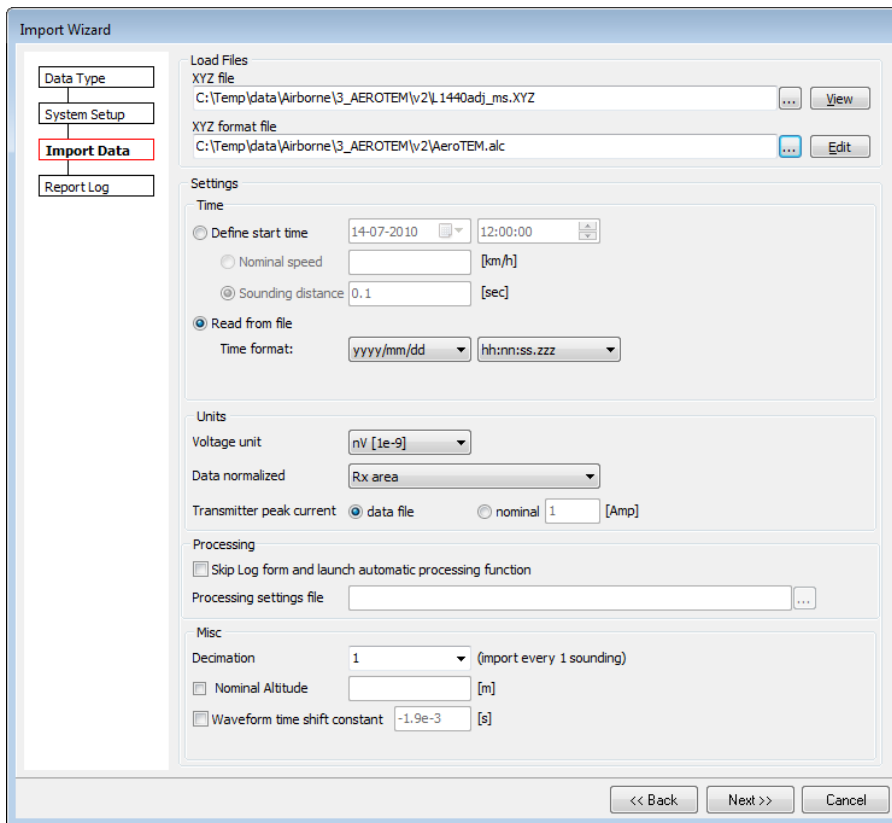 Import Wizard
Data Type
System Setup
Import Data
Report Log
Load Files
XYZ file
C:\Temp\data\Airborne\3_AEROTEM\v2\L1440adj_ms.XYZ
...
View
XYZ format file
C:\Temp\data\Airborne\3_AEROTEM\v2\AeroTEM.alc
...
Edit
Settings
Time
Define start time 14-07-2010 12:00:00
Nominal speed [km/h]
Sounding distance 0.1 [sec]
Read from file
Time format: yyyy/mm/dd hh:nn:ss.zzz
Units
Voltage unit nV [1e-9]
Data normalized Rx area
Transmitter peak current data file nominal 1 [Amp]
Processing
Skip Log form and launch automatic processing function
Processing settings file ...
Misc
Decimation 1 (import every 1 sounding)
Nominal Altitude [m]
Waveform time shift constant -1.9e-3 [s]
<< Back Next >> Cancel